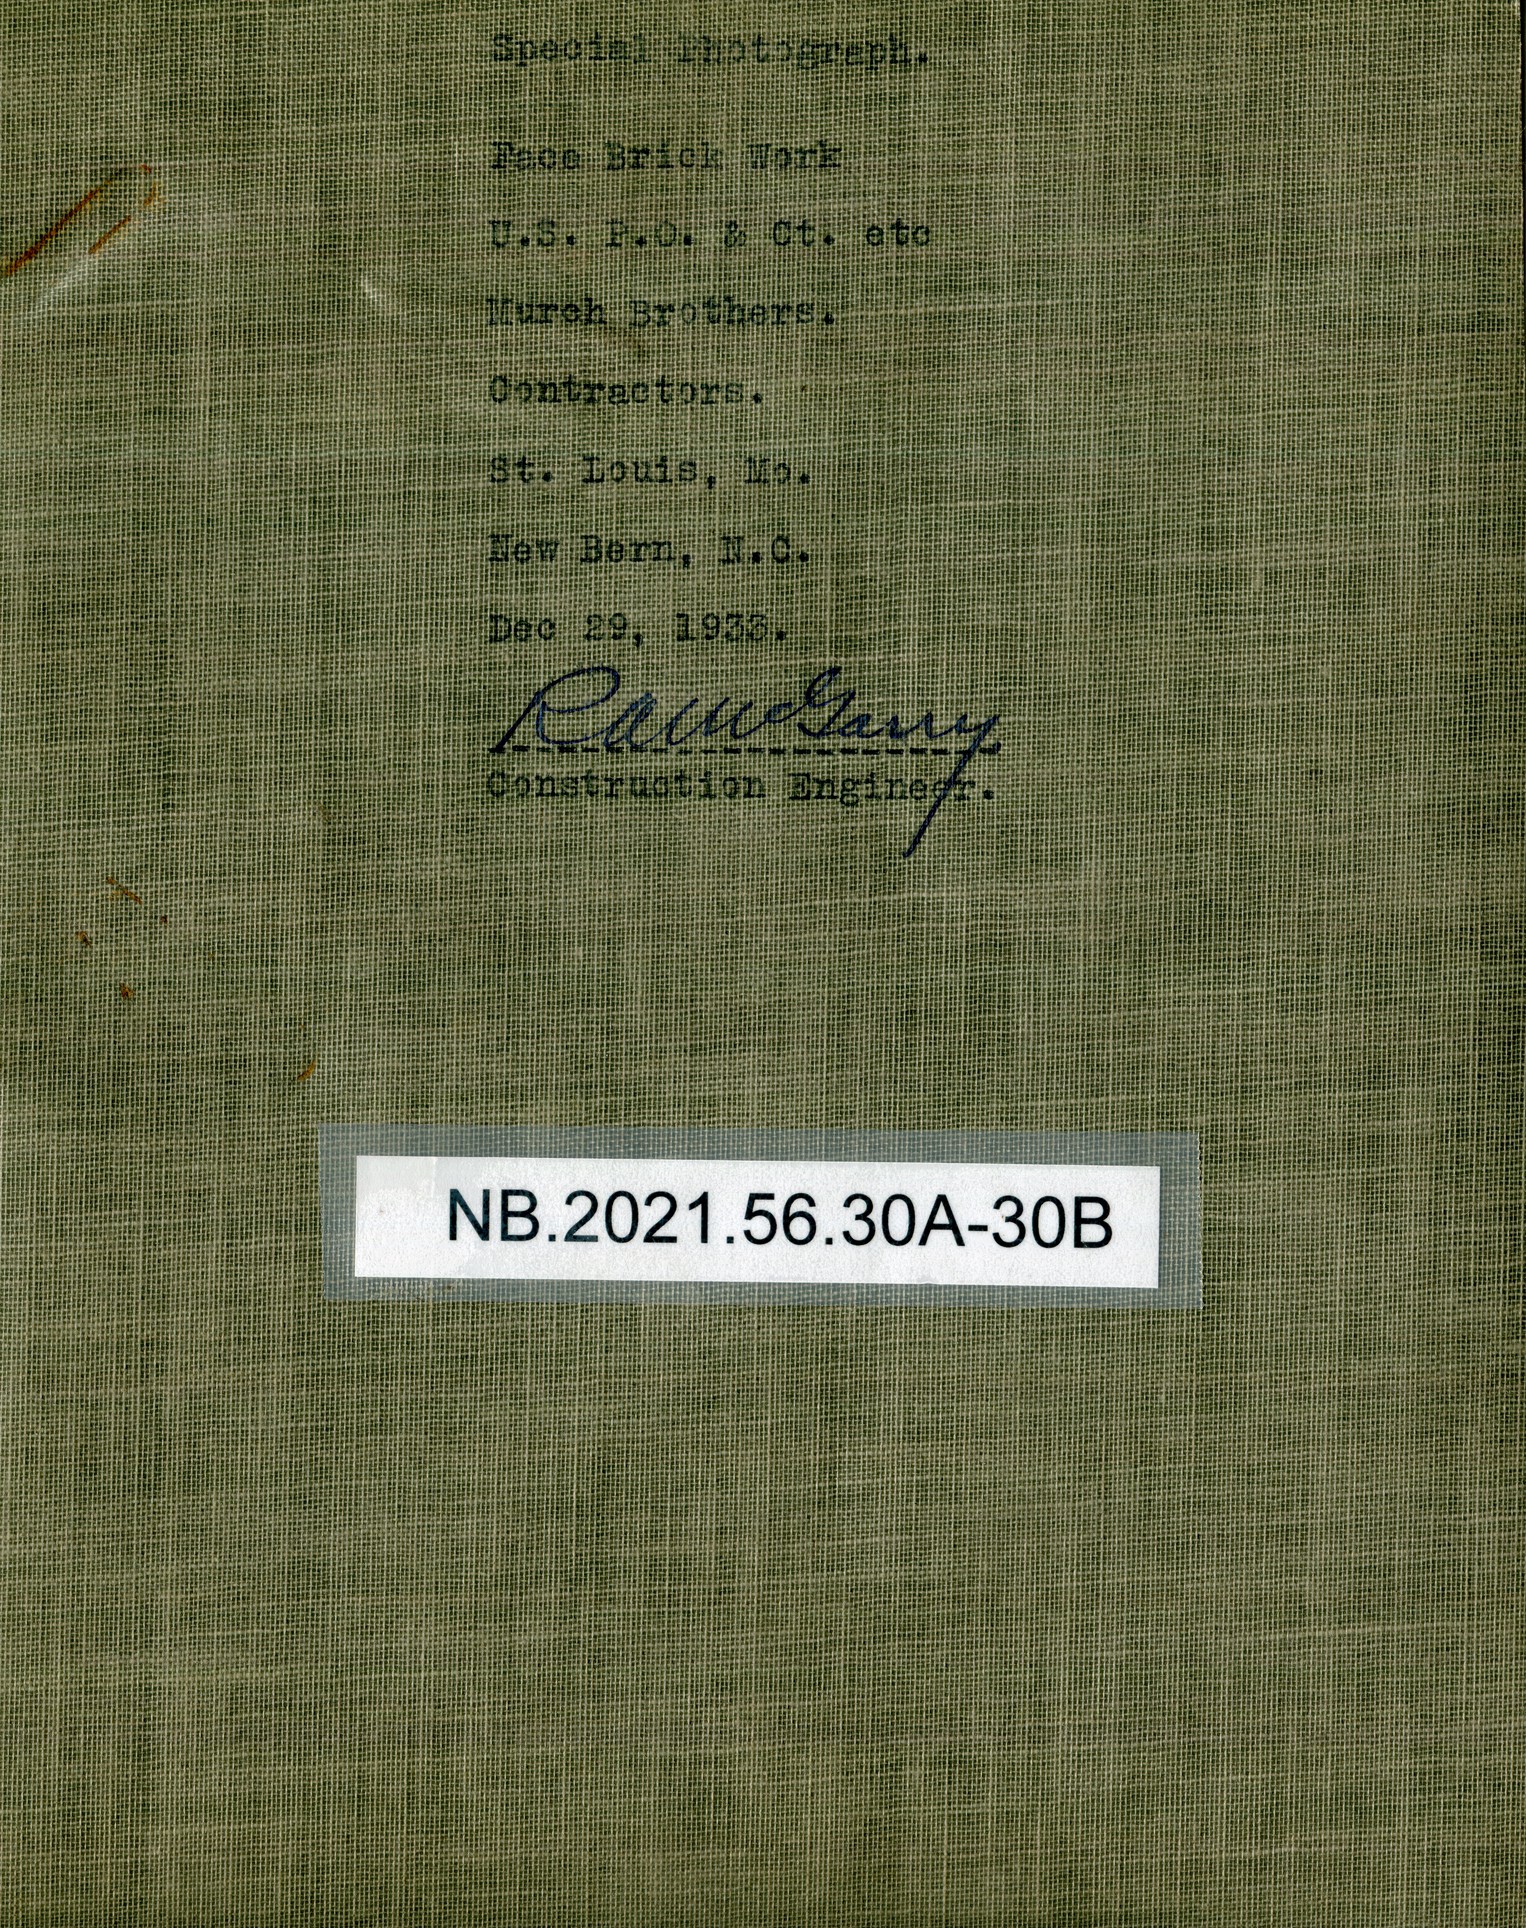 Special Photograph.
Face Brick Work
U.S. P.O. & Ct. etc
Murch Brothers.
Contractors.
St. Louis, Mo.
New Bern, N.C.
Dec 29, 1933.
R A McGarry
Construction Engineer.
NB.2021.56.30A-30B